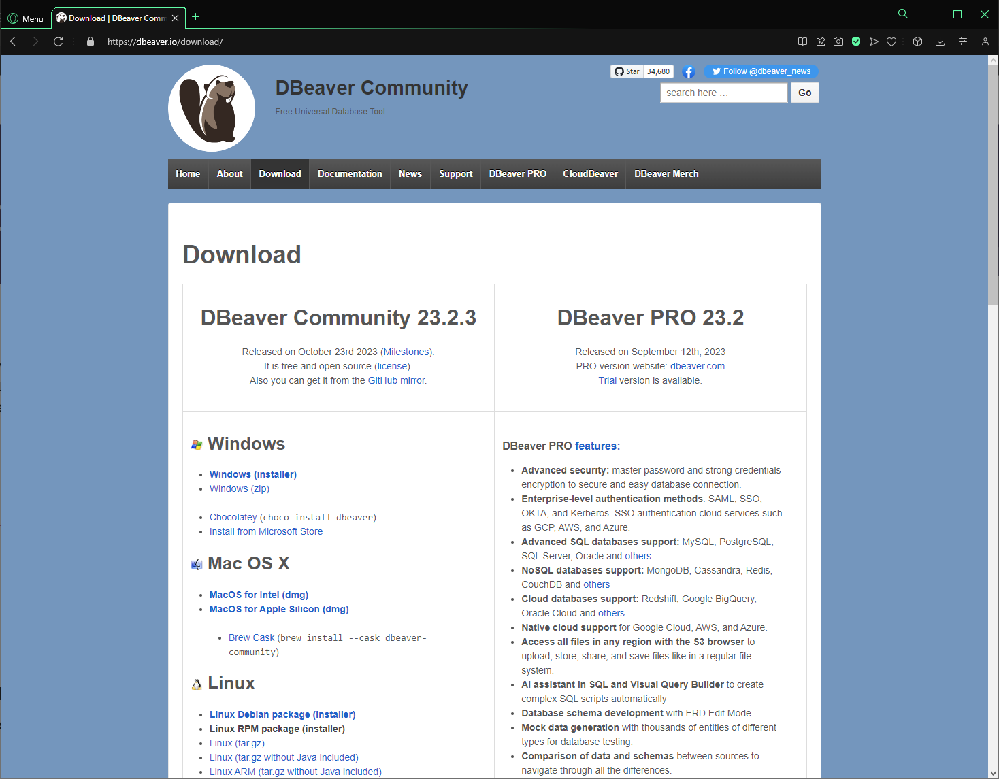 Menu
Download | DBeaver Comm
https://dbeaver.io/download/
DBeaver Community
Free Universal Database Tool
Star 34,680
Follow @dbeaver_news
search here ...
Go
Home About Download Documentation News Support DBeaver PRO CloudBeaver DBeaver Merch
Download
DBeaver Community 23.2.3
Released on October 23rd 2023 (Milestones).
It is free and open source (license).
Also you can get it from the GitHub mirror.
DBeaver PRO 23.2
Released on September 12th, 2023
PRO version website: dbeaver.com
Trial version is available.
Windows
Windows (installer)
Windows (zip)
Chocolatey (choco install dbeaver)
Install from Microsoft Store
Mac OS X
MacOS for Intel (dmg)
MacOS for Apple Silicon (dmg)
Brew Cask (brew install --cask dbeaver-
community)
Linux
Linux Debian package (installer)
Linux RPM package (installer)
Linux (tar.gz)
Linux (tar.gz without Java included)
Linux ARM (tar.gz without Java included)
DBeaver PRO features:
Advanced security: master password and strong credentials
encryption to secure and easy database connection.
Enterprise-level authentication methods: SAML, SSO,
OKTA, and Kerberos. SSO authentication cloud services such
as GCP, AWS, and Azure.
Advanced SQL databases support: MySQL, PostgreSQL,
SQL Server, Oracle and others
NoSQL databases support: MongoDB, Cassandra, Redis,
CouchDB and others
Cloud databases support: Redshift, Google BigQuery,
Oracle Cloud and others
Native cloud support for Google Cloud, AWS, and Azure.
Access all files in any region with the S3 browser to
upload, store, share, and save files like in a regular file
system.
AI assistant in SQL and Visual Query Builder to create
complex SQL scripts automatically
Database schema development with ERD Edit Mode.
Mock data generation with thousands of entities of different
types for database testing.
Comparison of data and schemas between sources to
navigate through all the differences.